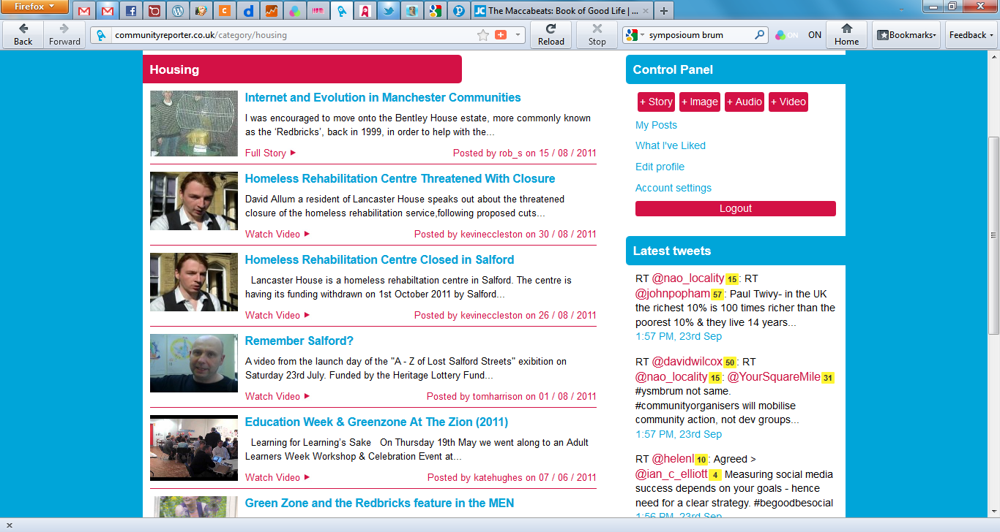 Firefox
The Maccabeats: Book of Good Life | ...
Back
Forward
communityreporter.co.uk/category/housing
Reload
Stop
symposioum brum
ON
ON
Home
Bookmarks
Feedback
Housing
Internet and Evolution in Manchester Communities
I was encouraged to move onto the Bentley House estate, more commonly known
as the ‘Redbricks’, back in 1999, in order to help with the...
Full Story
Posted by rob_s on 15 / 08 / 2011
Homeless Rehabilitation Centre Threatened With Closure
David Allum a resident of Lancaster House speaks out about the threatened
closure of the homeless rehabilitation service,following proposed cuts...
Watch Video
Posted by kevineccleston on 30 / 08 / 2011
Homeless Rehabilitation Centre Closed in Salford
Lancaster House is a homeless rehabiltation centre in Salford. The centre is
having its funding withdrawn on 1st October 2011 by Salford...
Watch Video
Posted by kevineccleston on 26 / 08 / 2011
Remember Salford?
A video from the launch day of the "A - Z of Lost Salford Streets" exibition on
Saturday 23rd July. Funded by the Heritage Lottery Fund...
Watch Video
Posted by tomharrison on 01 / 08 / 2011
Education Week & Greenzone At The Zion (2011)
Learning for Learning’s Sake On Thursday 19th May we went along to an Adult
Learners Week Workshop & Celebration Event at...
Watch Video
Posted by katehughes on 07 / 06 / 2011
Green Zone and the Redbricks feature in the MEN
Control Panel
+ Story
+ Image
+ Audio
+ Video
My Posts
What I've Liked
Edit profile
Account settings
Logout
Latest tweets
RT @nao_locality 15 : RT
@johnpopham 57 : Paul Twivy- in the UK
the richest 10% is 100 times richer than the
poorest 10% & they live 14 years...
1:57 PM, 23rd Sep
RT @davidwilcox 50 : RT
@nao_locality 15 : @YourSquareMile 31
#ysmbrum not same.
#communityorganisers will mobilise
community action, not dev groups...
1:57 PM, 23rd Sep
RT @helenl 10 : Agreed >
@ian_c_elliott 4 Measuring social media
success depends on your goals - hence
need for a clear strategy. #begoodbesocial
1:56 PM, 23rd Sep